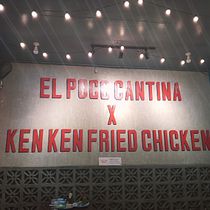 EL POCO CANTINA
X
KEN KEN FRIED CHICKEN